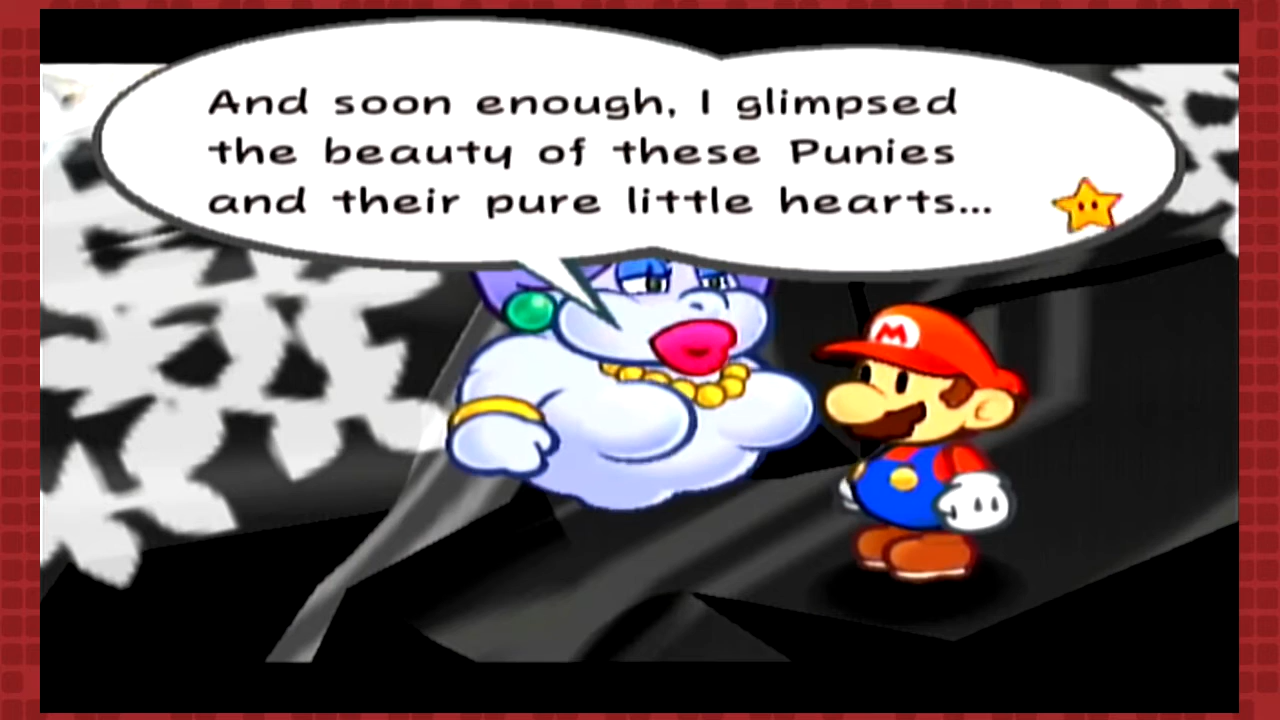 And soon enough, I glimpsed
the beauty of these Punies
and their pure little hearts...
M